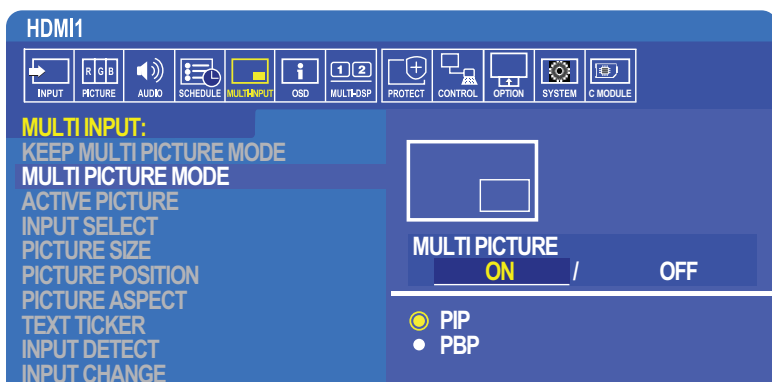 HDMI1
RGB 1 2
INPUT PICTURE AUDIO SCHEDULE MULTI-INPUT OSD MULTI-DSP PROTECT CONTROL OPTION SYSTEM C MODULE
MULTI INPUT:
KEEP MULTI PICTURE MODE
MULTI PICTURE MODE
ACTIVE PICTURE
INPUT SELECT
PICTURE SIZE
PICTURE POSITION
PICTURE ASPECT
TEXT TICKER
INPUT DETECT
INPUT CHANGE
MULTI PICTURE
ON / OFF
PIP
PBP